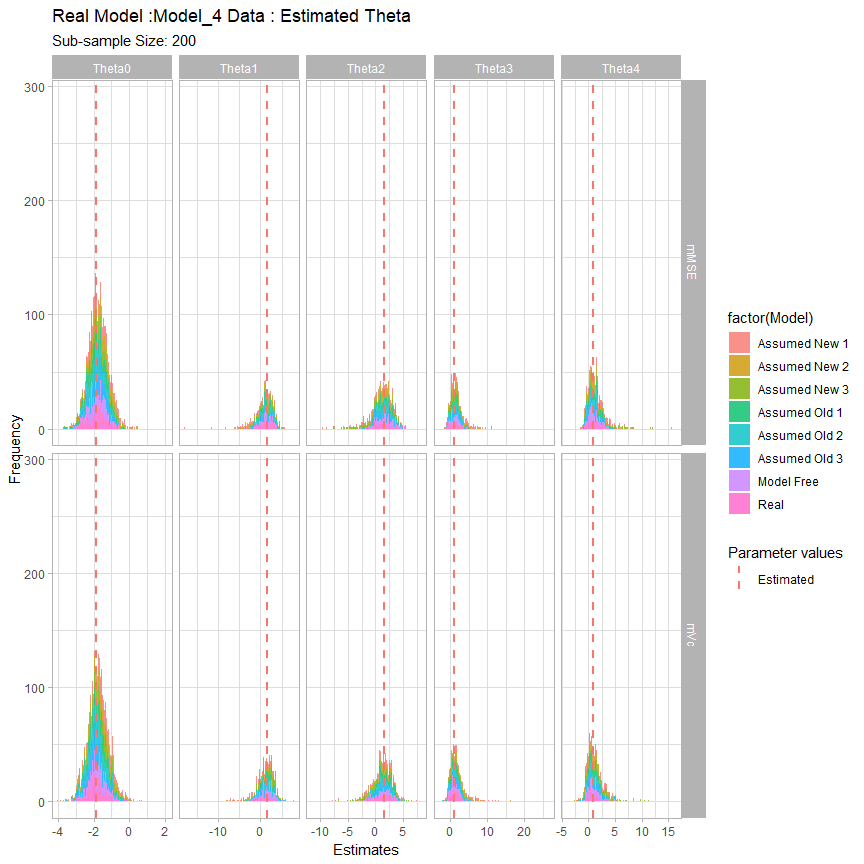 Real Model :Model_4 Data : Estimated Theta
Sub-sample Size: 200
Theta0 Theta1 Theta2 Theta3 Theta4
300
200
100
0
mMSE
300
200
100
0
mVc
Frequency
-4 -2 0 2 -10 0 -10 -5 0 5 0 10 20 -5 0 5 10 15
Estimates
factor(Model)
Assumed New 1
Assumed New 2
Assumed New 3
Assumed Old 1
Assumed Old 2
Assumed Old 3
Model Free
Real
Parameter values
Estimated